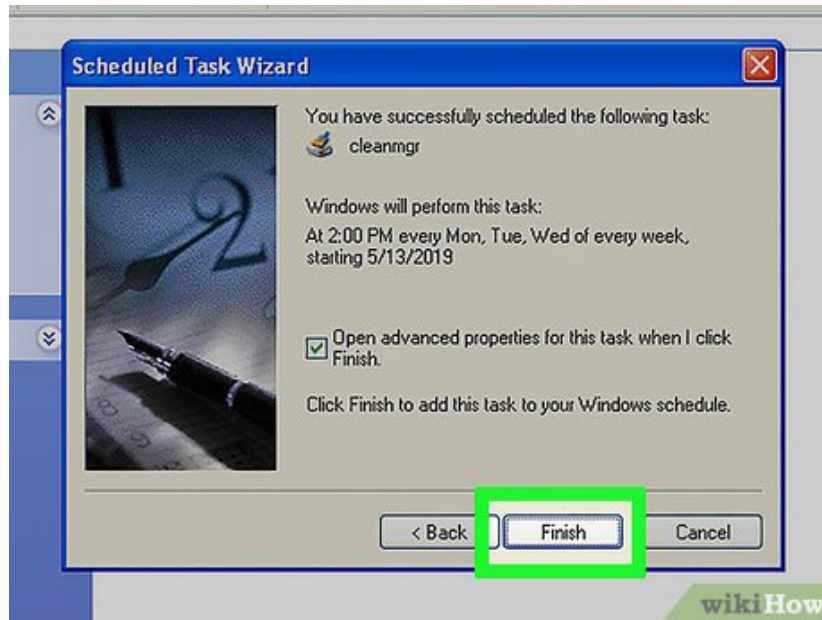 Scheduled Task Wizard
You have successfully scheduled the following task:
cleanmgr
Windows will perform this task:
At 2:00 PM every Mon, Tue, Wed of every week,
starting 5/13/2019
Open advanced properties for this task when I click
Finish.
Click Finish to add this task to your Windows schedule.
< Back Finish Cancel
wikiHow